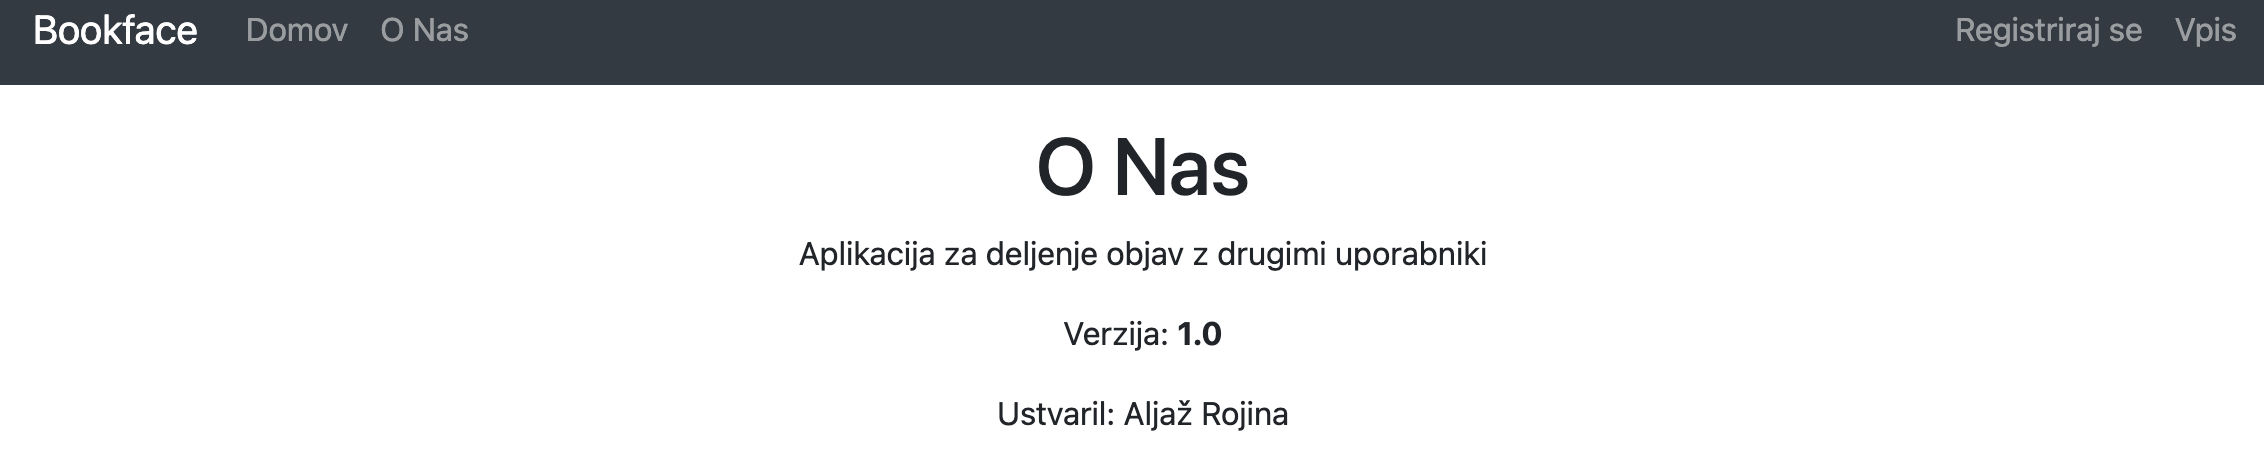 Bookface Domov O Nas Registriraj se Vpis
O Nas
Aplikacija za deljenje objav z drugimi uporabniki
Verzija: 1.0
Ustvaril: Aljaž Rojina